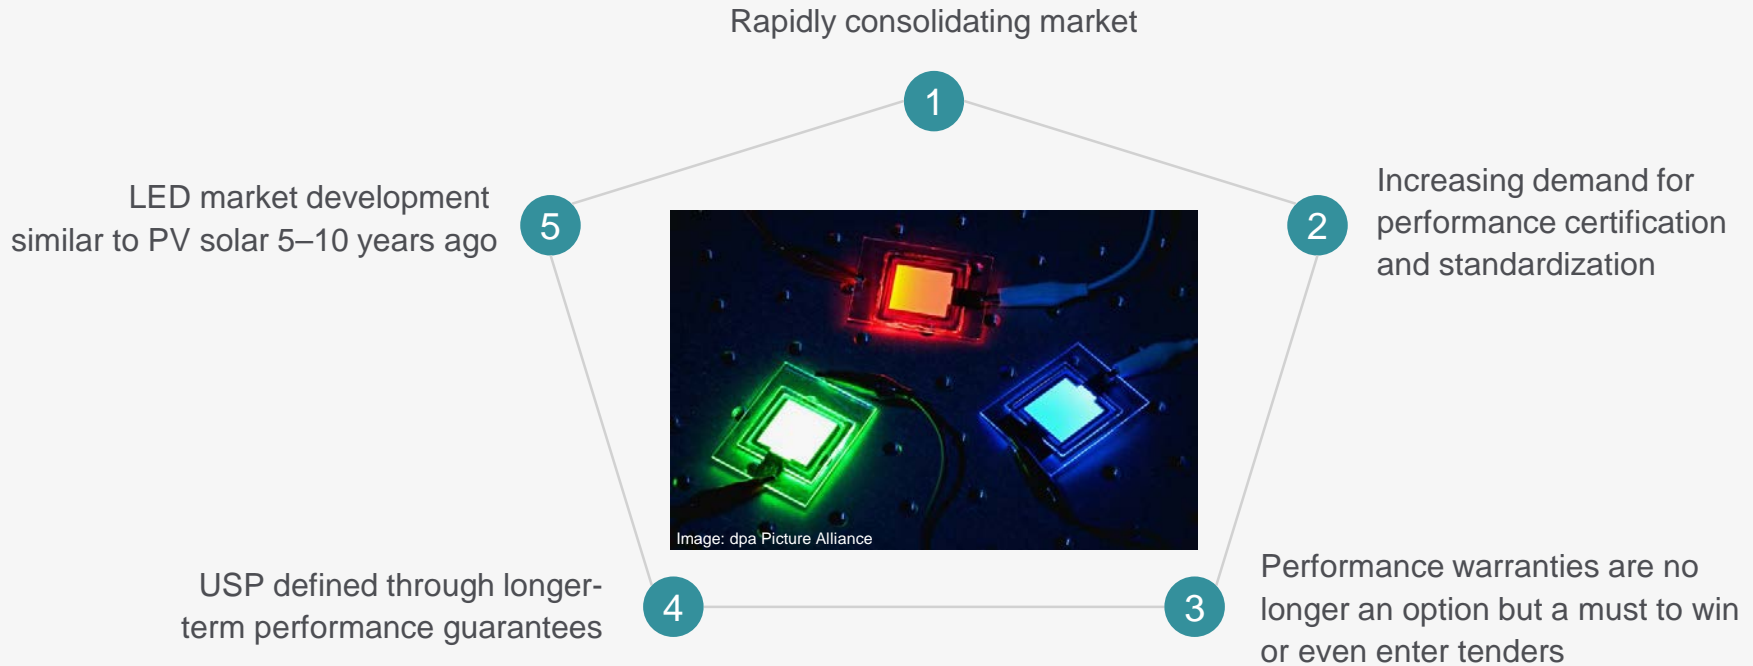 Rapidly consolidating market
1
LED market development
similar to PV solar 5–10 years ago
5
2
Increasing demand for
performance certification
and standardization
Image: dpa Picture Alliance
USP defined through longer-
term performance guarantees
4
3
Performance warranties are no
longer an option but a must to win
or even enter tenders